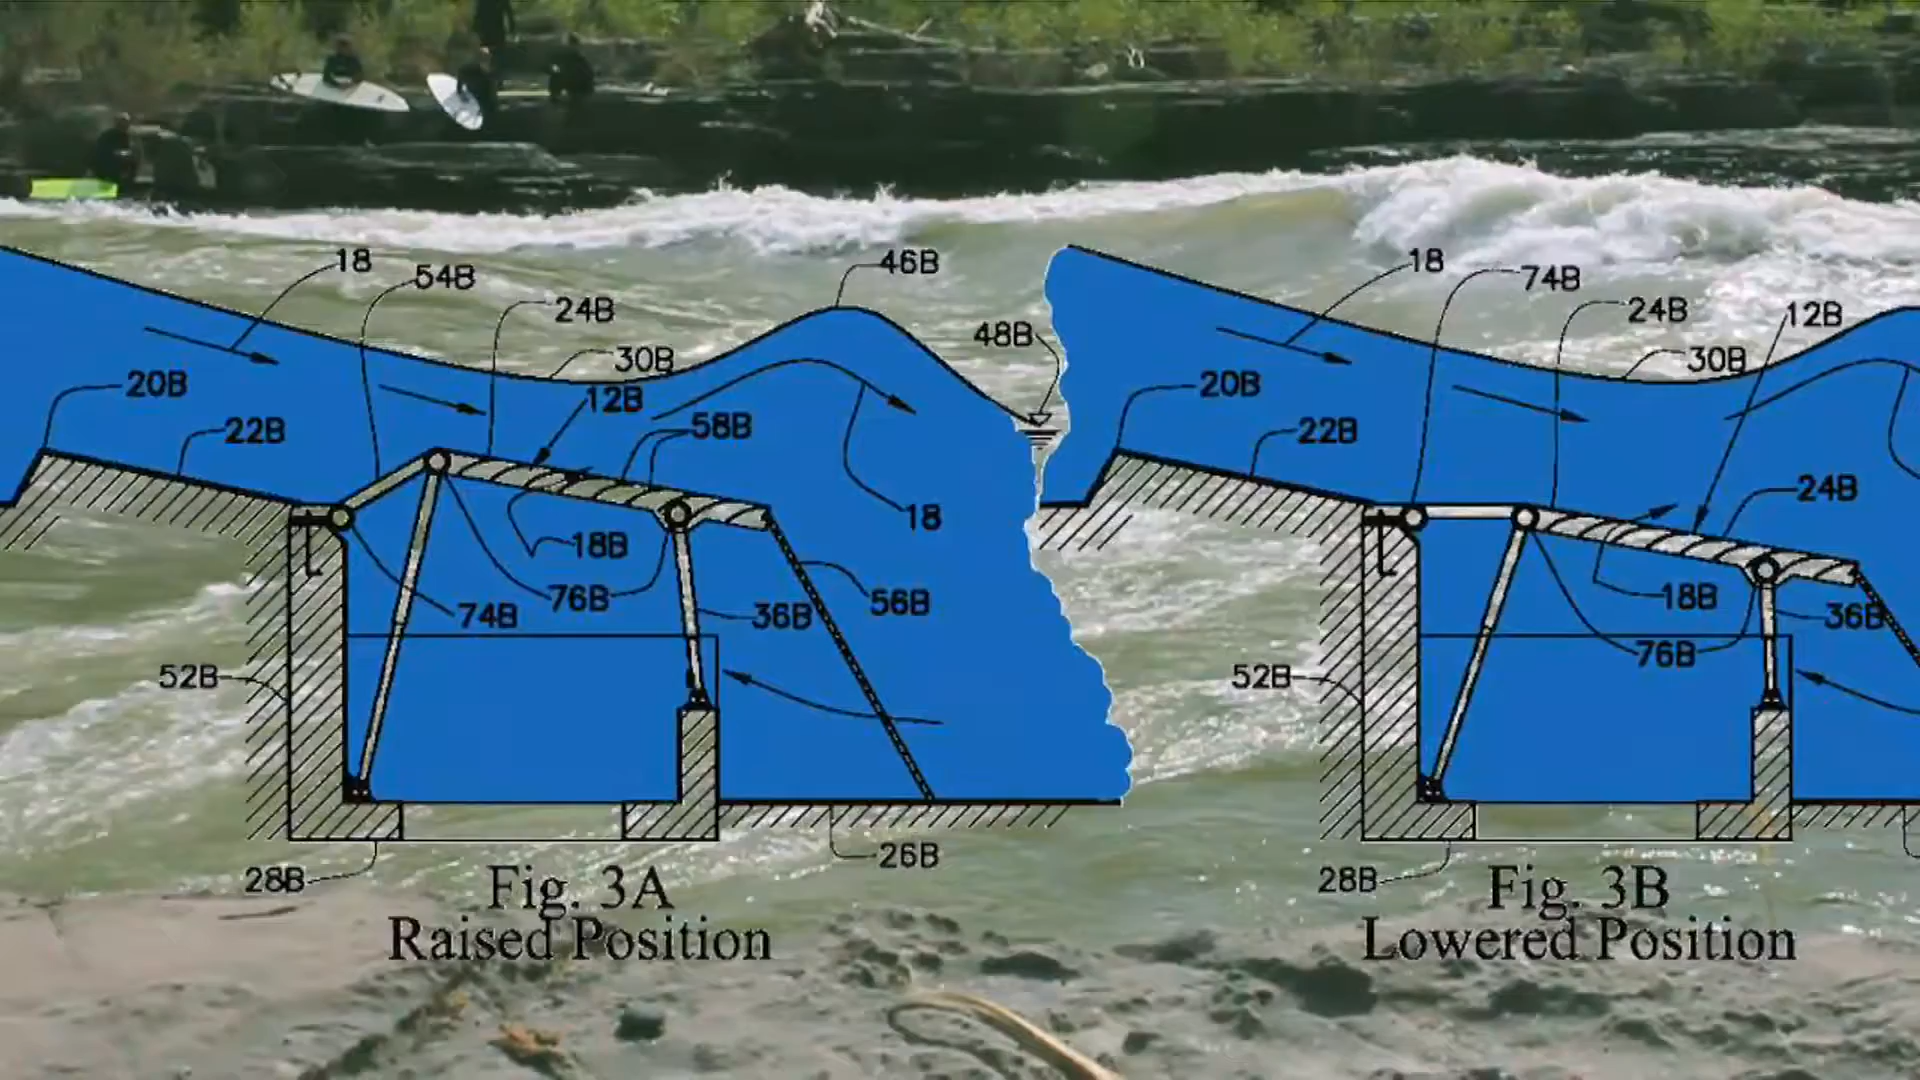 18
54B
24B
46B
30B
48B
20B
12B
22B
58B
18
18B
76B
74B
36B
56B
52B
28B
26B
Fig. 3A
Raised Position
18
74B
24B
12B
30B
20B
22B
24B
18B
36B
76B
52B
28B
Fig. 3B
Lowered Position